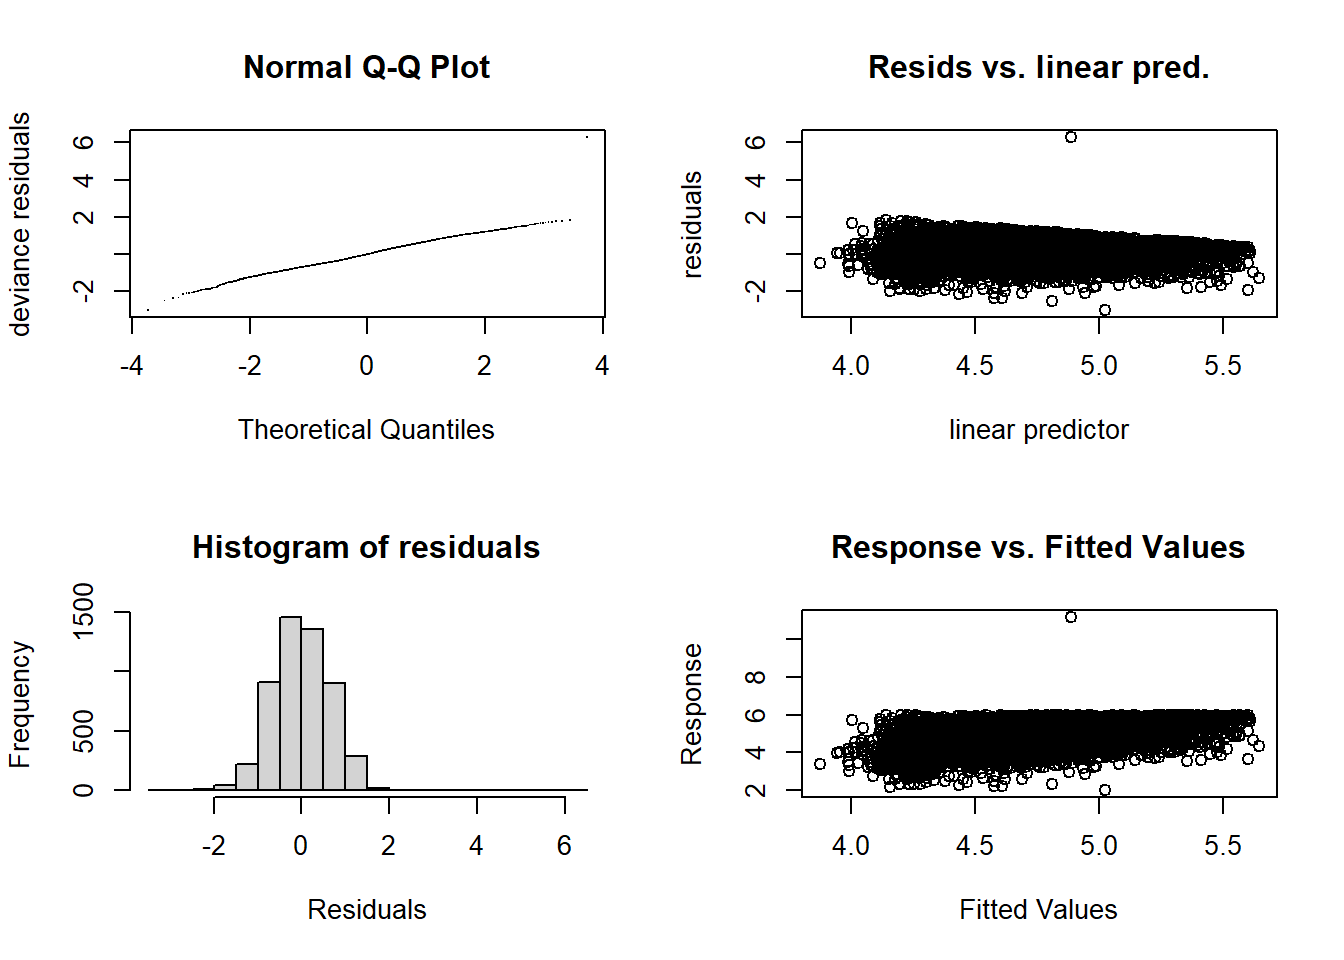 Normal Q-Q Plot
deviance residuals
-2
2
4
6
-4
-2
0
2
4
Theoretical Quantiles
Resids vs. linear pred.
residuals
-2
2
4
6
4.0
4.5
5.0
5.5
linear predictor
Histogram of residuals
Frequency
0
500
1500
-2
0
2
4
6
Residuals
Response vs. Fitted Values
Response
2
4
6
8
4.0
4.5
5.0
5.5
Fitted Values